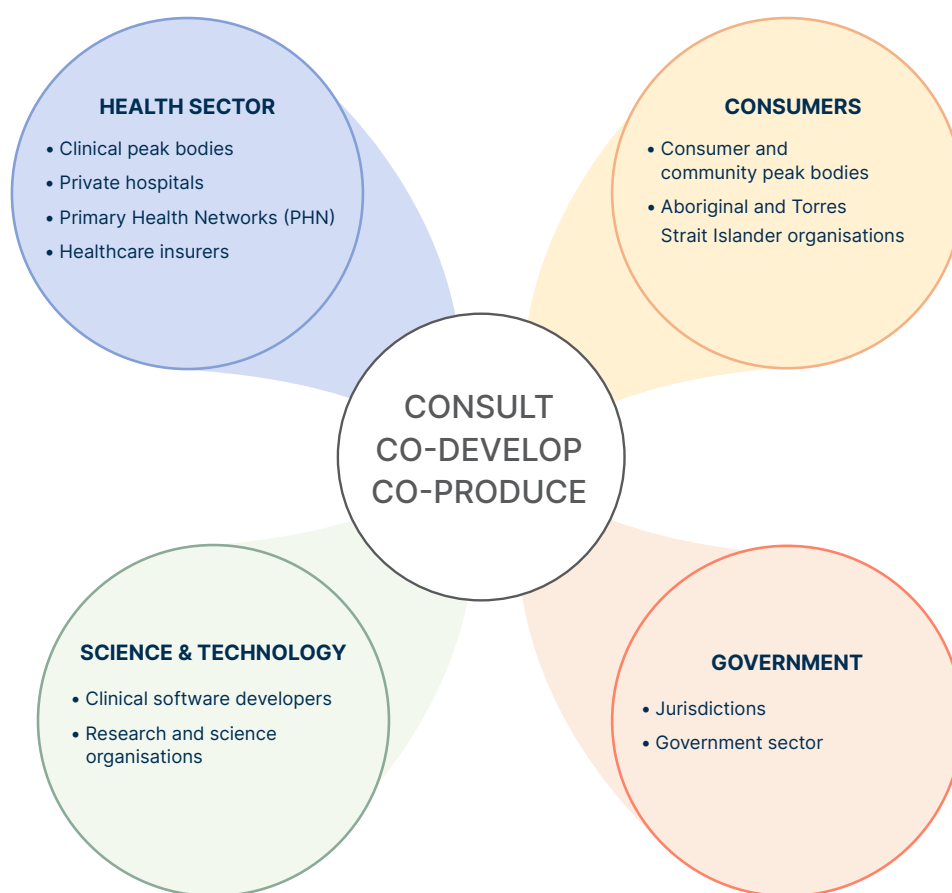 HEALTH SECTOR
• Clinical peak bodies
• Private hospitals
• Primary Health Networks (PHN)
• Healthcare insurers
CONSUMERS
• Consumer and
community peak bodies
• Aboriginal and Torres
Strait Islander organisations
CONSULT
CO-DEVELOP
CO-PRODUCE
SCIENCE & TECHNOLOGY
• Clinical software developers
• Research and science
organisations
GOVERNMENT
• Jurisdictions
• Government sector